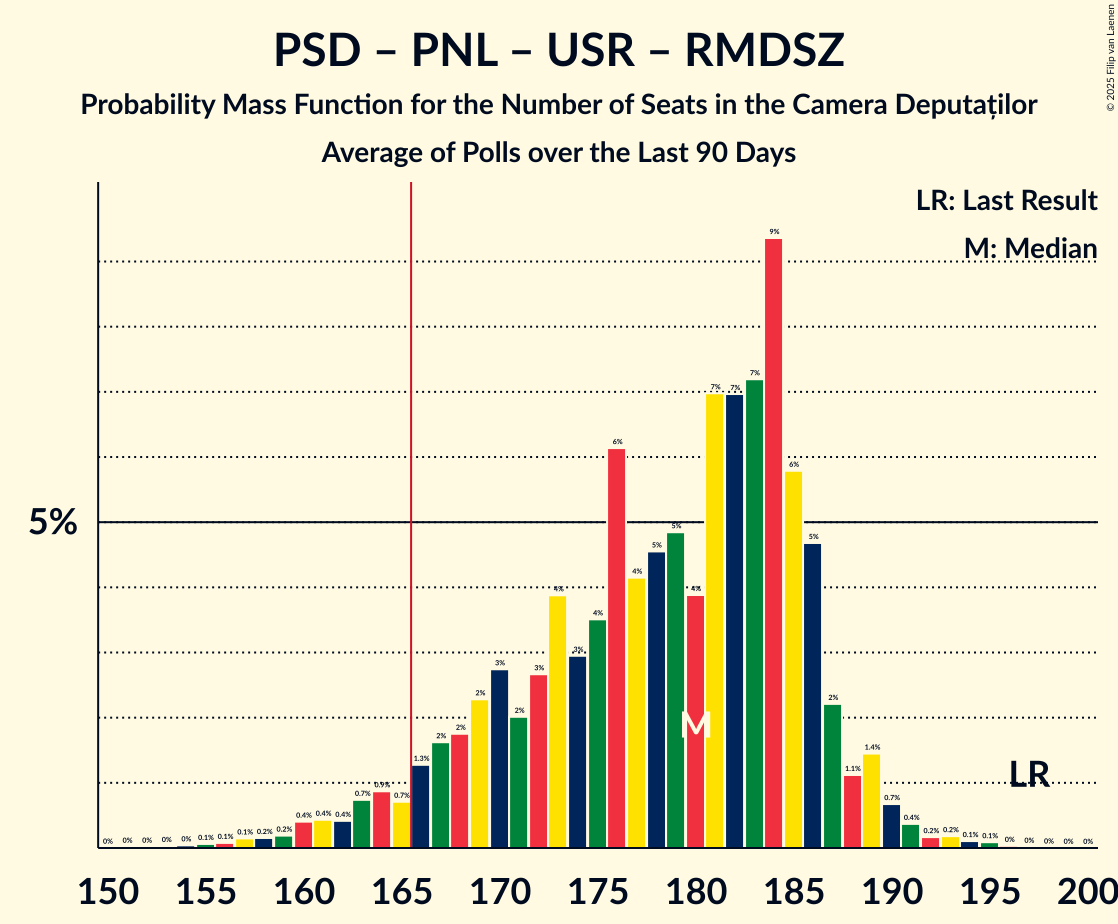 PSD – PNL – USR – RMDSZ
Probability Mass Function for the Number of Seats in the Camera Deputaților
Average of Polls over the Last 90 Days
© 2025 Filip van Laenen
LR: Last Result
M: Median
5%
0% 0% 0% 0% 0% 0.1% 0.1% 0.1% 0.2% 0.2% 0.4% 0.4% 0.4% 0.7% 0.9% 0.7% 1.3% 2% 2% 2% 3% 2% 3% 4% 3% 4% 6% 4% 5% 5% 4% 7% 7% 7% 9% 6% 5% 2% 1.1% 1.4% 0.7% 0.4% 0.2% 0.2% 0.1% 0.1% 0% 0% 0% 0% 0%
M
LR
150 155 160 165 170 175 180 185 190 195 200